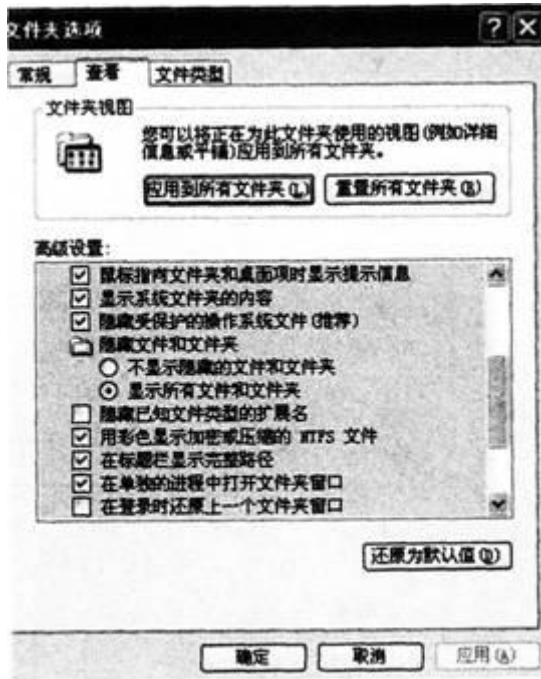 文件夹选项
常规 查看 文件类型
文件夹视图
您可以将正在为此文件夹使用的视图(例如详细
信息或平铺)应用到所有文件夹。
应用到所有文件夹(L) 重置所有文件夹(R)
高级设置:
鼠标指向文件夹和桌面项时显示提示信息
显示系统文件夹的内容
隐藏受保护的操作系统文件(推荐)
隐藏文件和文件夹
不显示隐藏的文件和文件夹
显示所有文件和文件夹
隐藏已知文件类型的扩展名
用彩色显示加密或压缩的 NTFS 文件
在标题栏显示完整路径
在单独的进程中打开文件夹窗口
在登录时还原上一个文件夹窗口
还原为默认值(D)
确定 取消 应用(A)